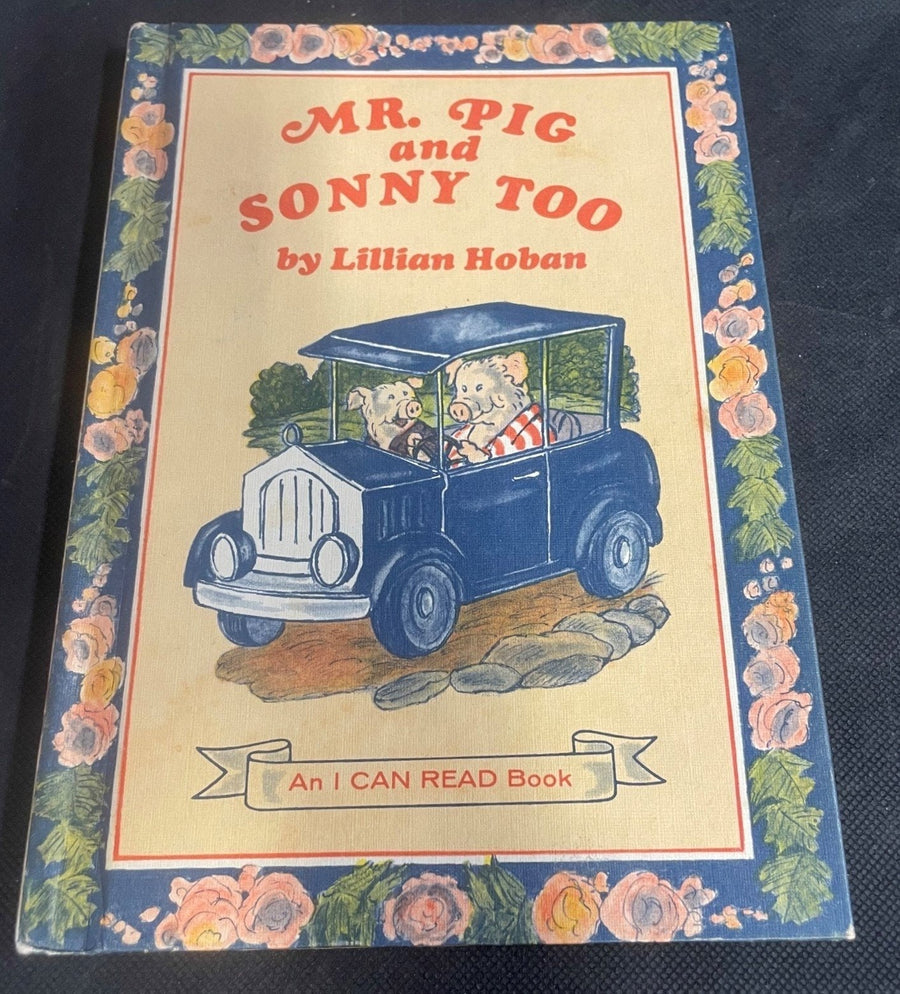 MR. PIG
and
SONNY TOO
by Lillian Hoban
An I CAN READ Book